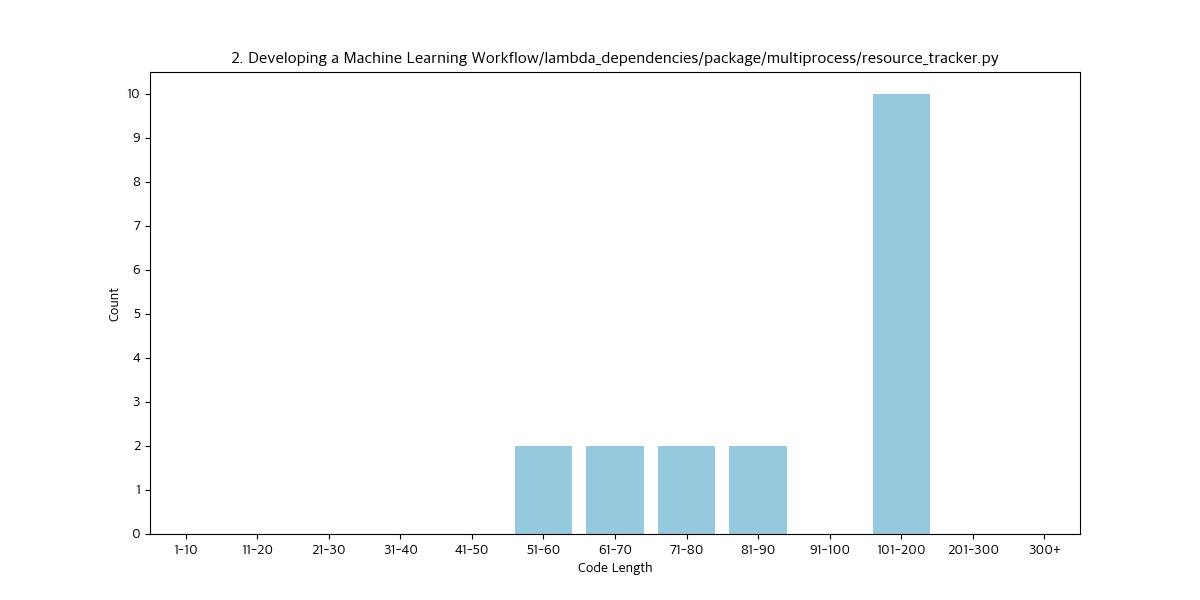 2. Developing a Machine Learning Workflow/lambda_dependencies/package/multiprocess/resource_tracker.py
10
9
8
7
6
5
4
3
2
1
0
Count
1-10 11-20 21-30 31-40 41-50 51-60 61-70 71-80 81-90 91-100 101-200 201-300 300+
Code Length